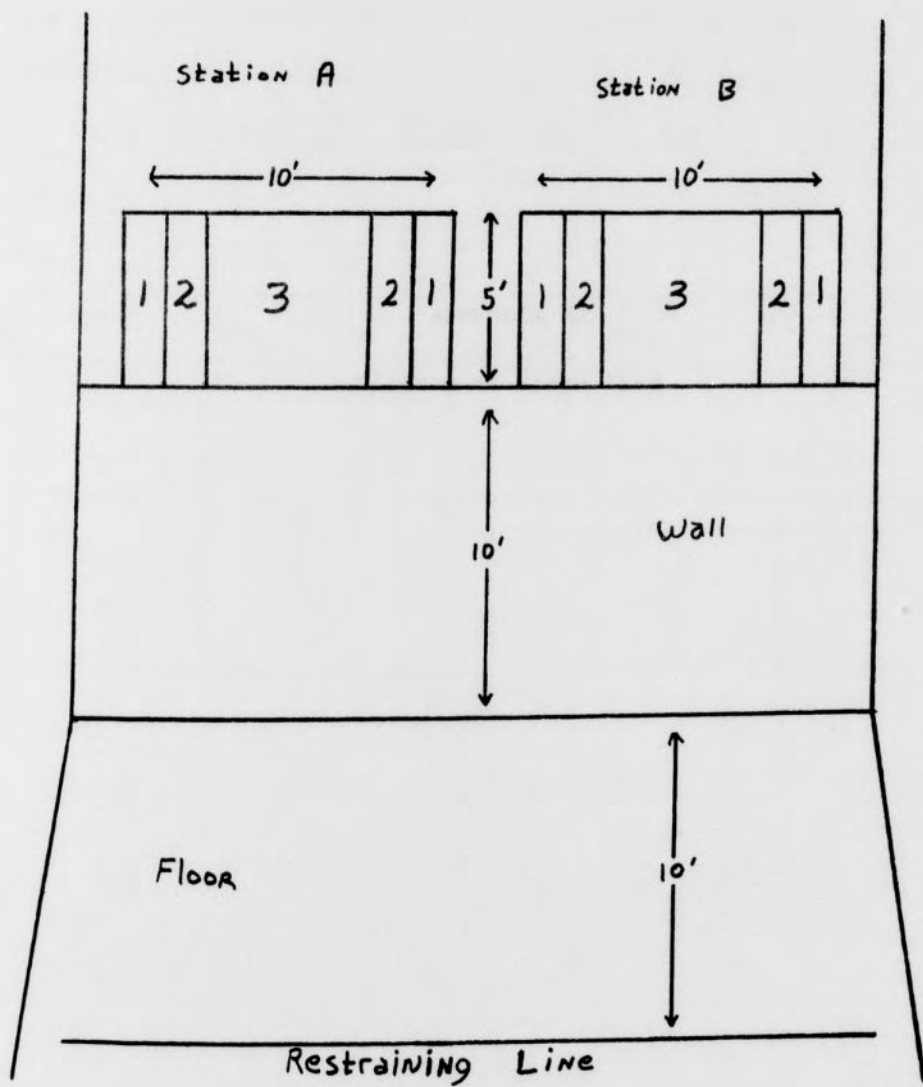 Station A
Station B
10'
10'
1 2 3 2 1
5'
1 2 3 2 1
10'
Wall
Floor
10'
Restraining Line